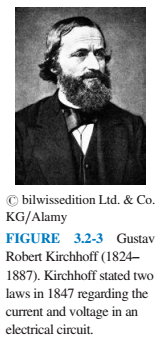 © bilwissedition Ltd. & Co.
KG/Alamy
FIGURE 3.2-3 Gustav
Robert Kirchhoff (1824–
1887). Kirchhoff stated two
laws in 1847 regarding the
current and voltage in an
electrical circuit.